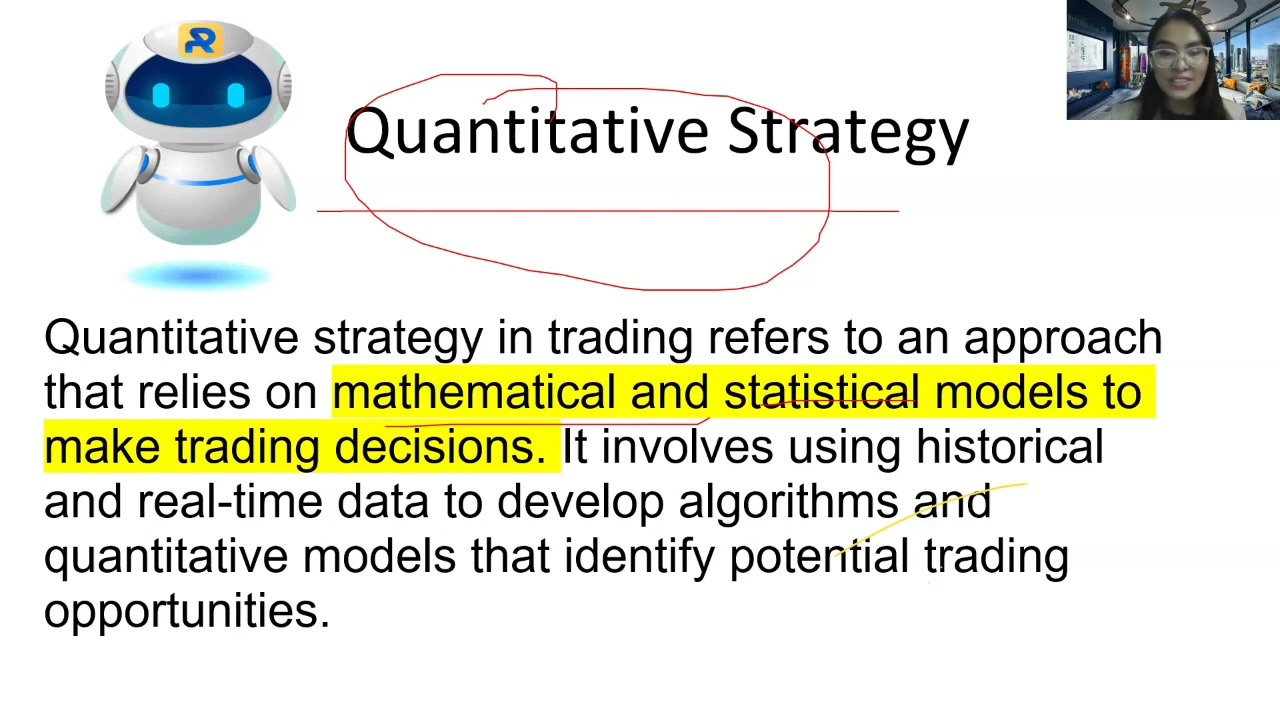 Quantitative Strategy
Quantitative strategy in trading refers to an approach
that relies on mathematical and statistical models to
make trading decisions. It involves using historical
and real-time data to develop algorithms and
quantitative models that identify potential trading
opportunities.